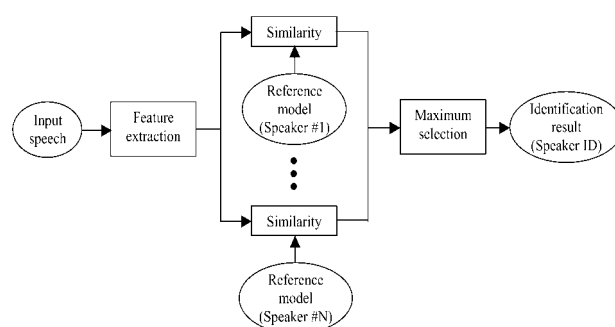 Similarity
Reference
model
(Speaker #1)
Input
speech
Feature
extraction
Maximum
selection
Identification
result
(Speaker ID)
Similarity
Reference
model
(Speaker #N)